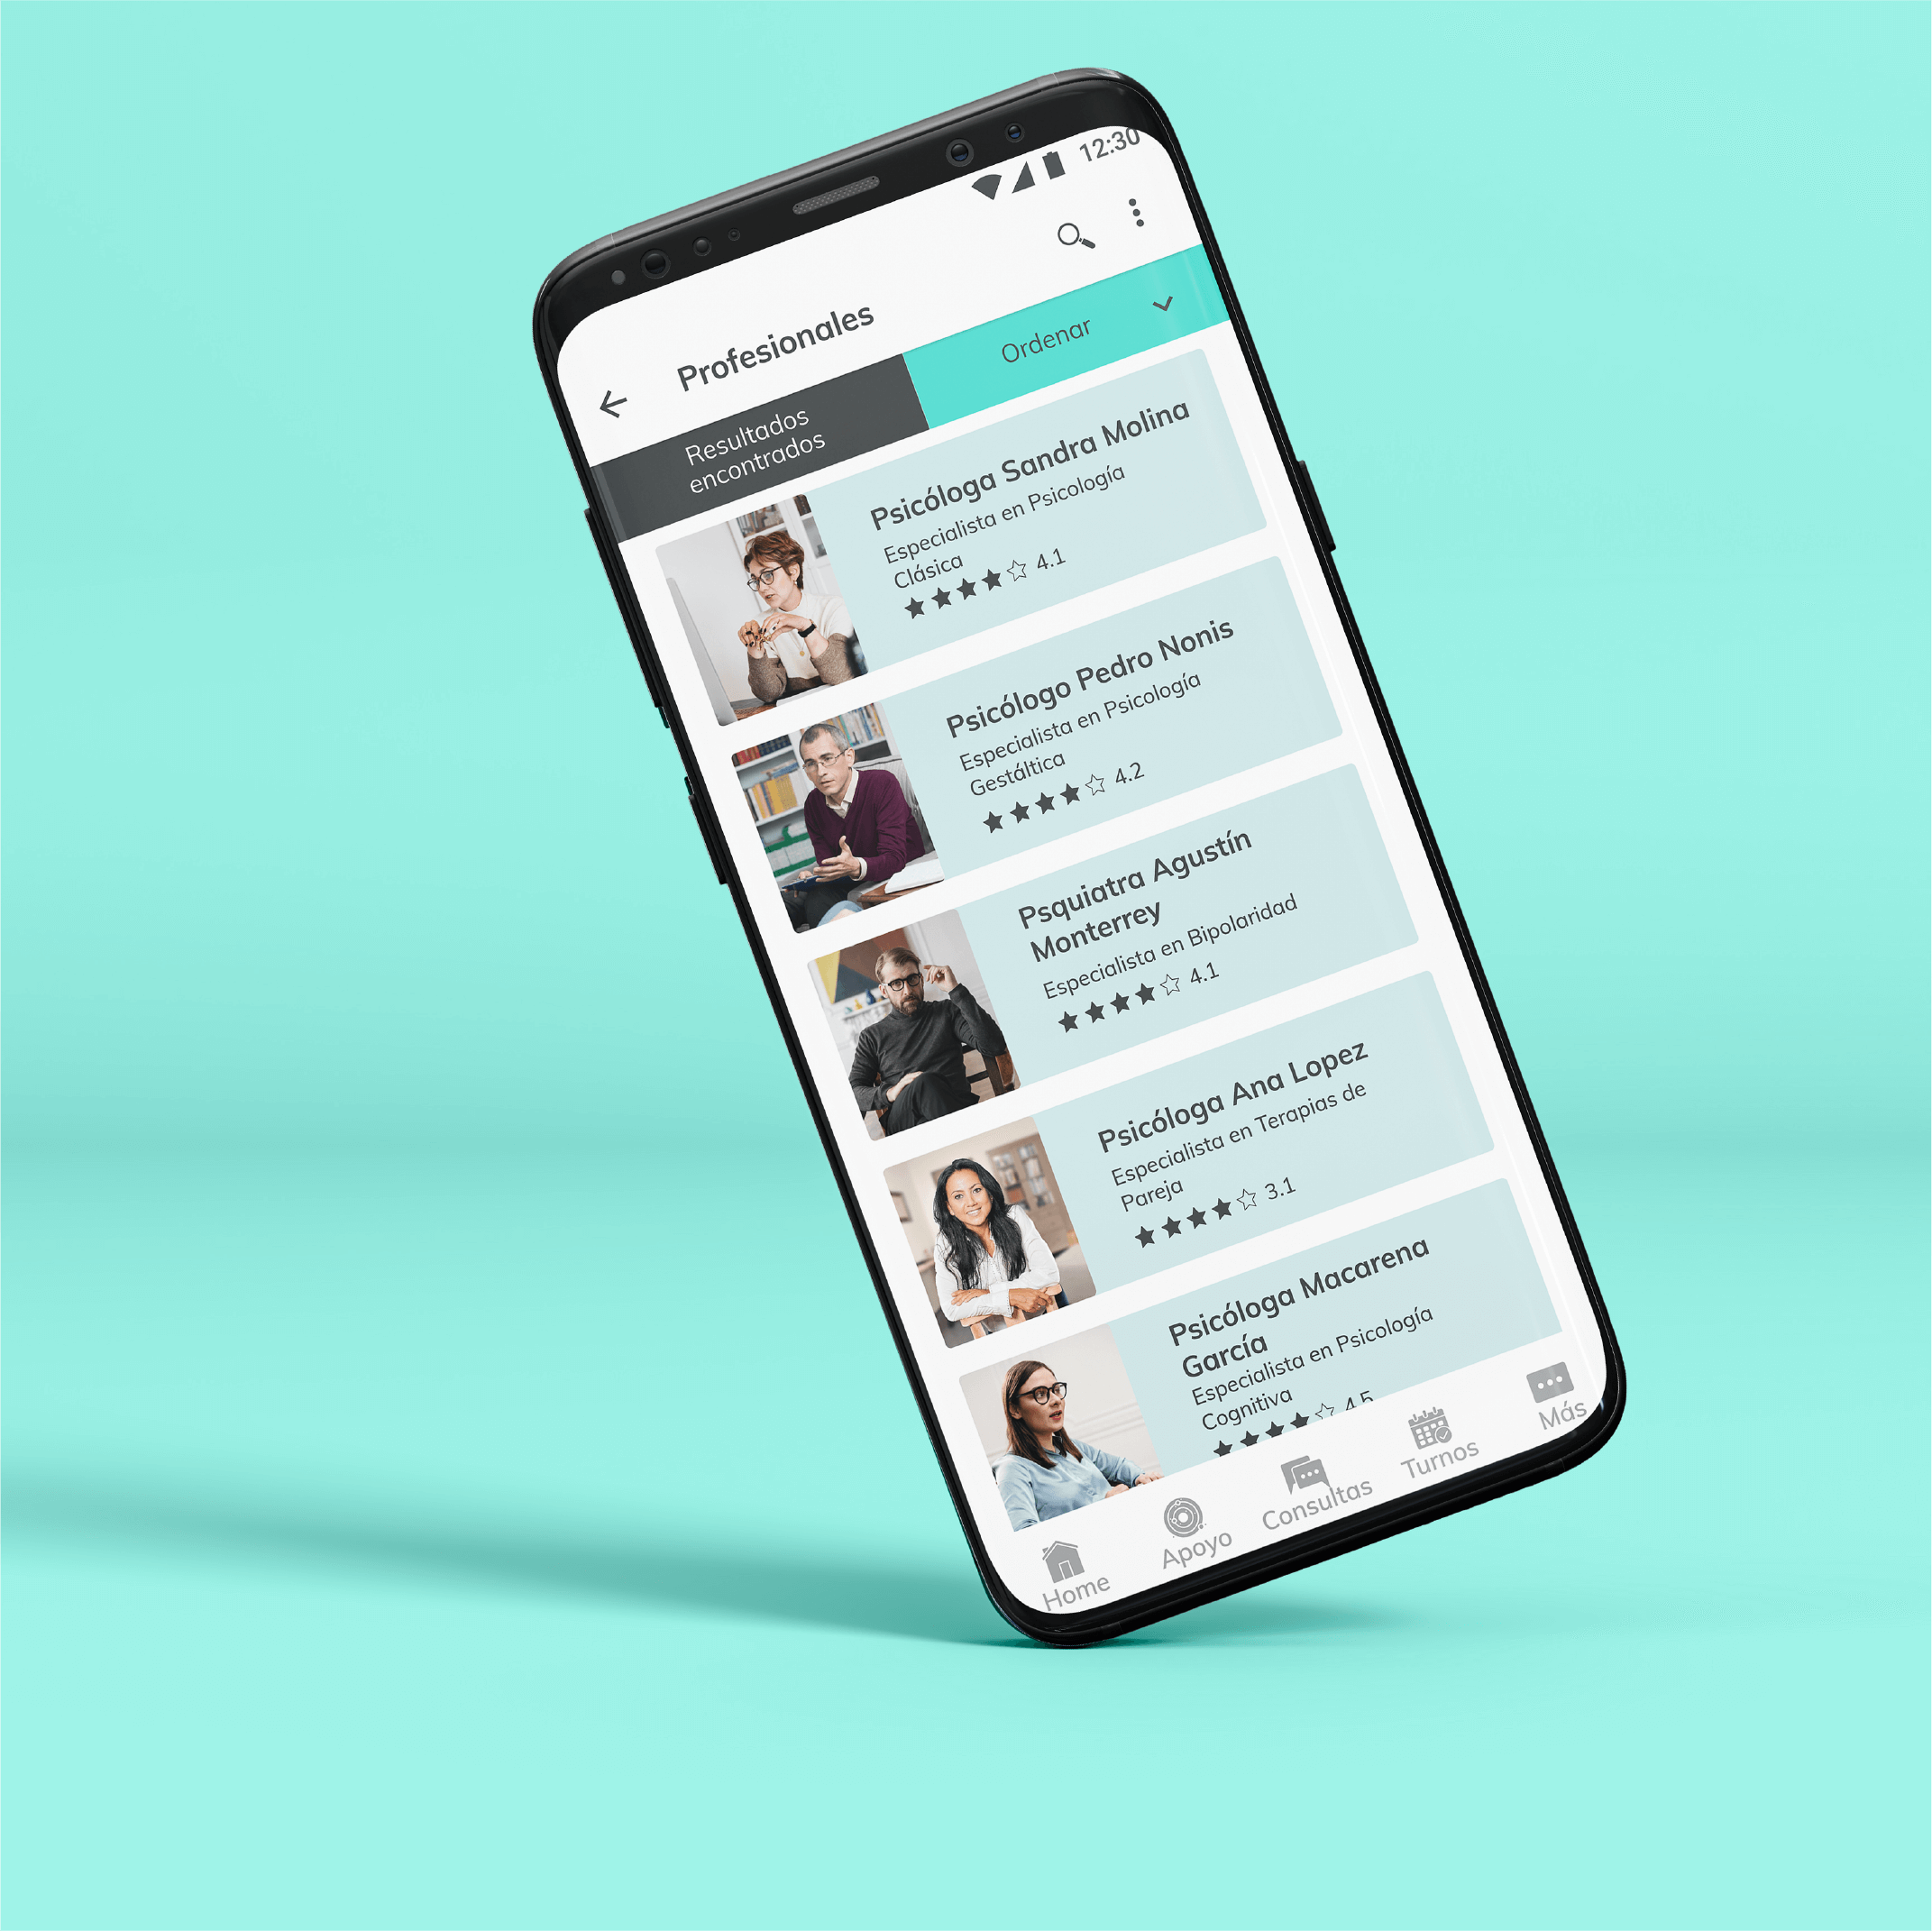 12:30
Profesionales
Resultados
encontrados
Ordenar
Psicóloga Sandra Molina
Especialista en Psicología
Clásica
4.1
Psicólogo Pedro Nonis
Especialista en Psicología
Gestáltica
4.2
Psquiatra Agustín
Monterrey
Especialista en Bipolaridad
4.1
Psicóloga Ana Lopez
Especialista en Terapias de
Pareja
3.1
Psicóloga Macarena
García
Especialista en Psicología
Cognitiva
4.5
Home
Apoyo
Consultas
Turnos
Más